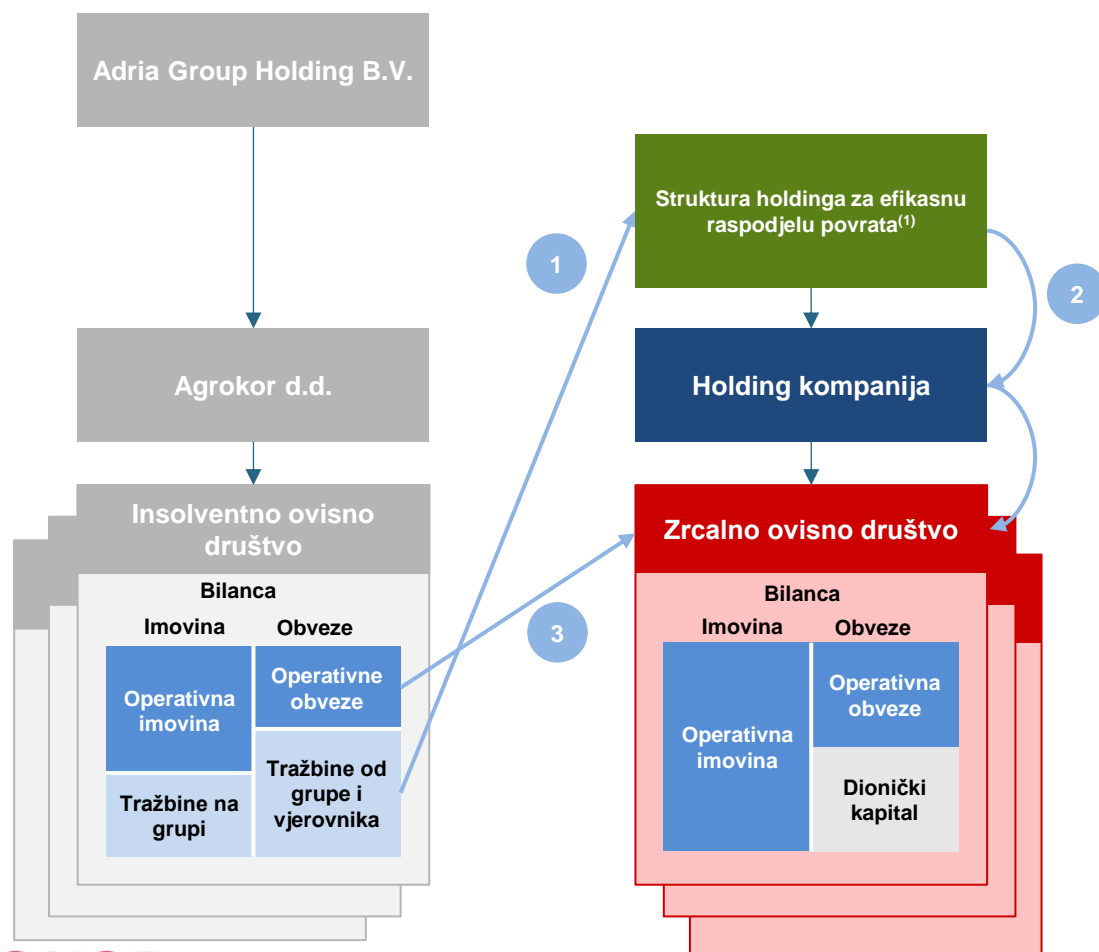 Adria Group Holding B.V.
Struktura holdinga za efikasnu
raspodjelu povrata(1)
1
2
Agrokor d.d.
Holding kompanija
Insolventno ovisno
društvo
Zrcalno ovisno društvo
Bilanca
Imovina Obveze
Operativna
imovina
Operativne
obveze
Tražbine na
grupi
Tražbine od
grupe i
vjerovnika
3
Bilanca
Imovina Obveze
Operativna
imovina
Operativna
obveze
Dionički
kapital